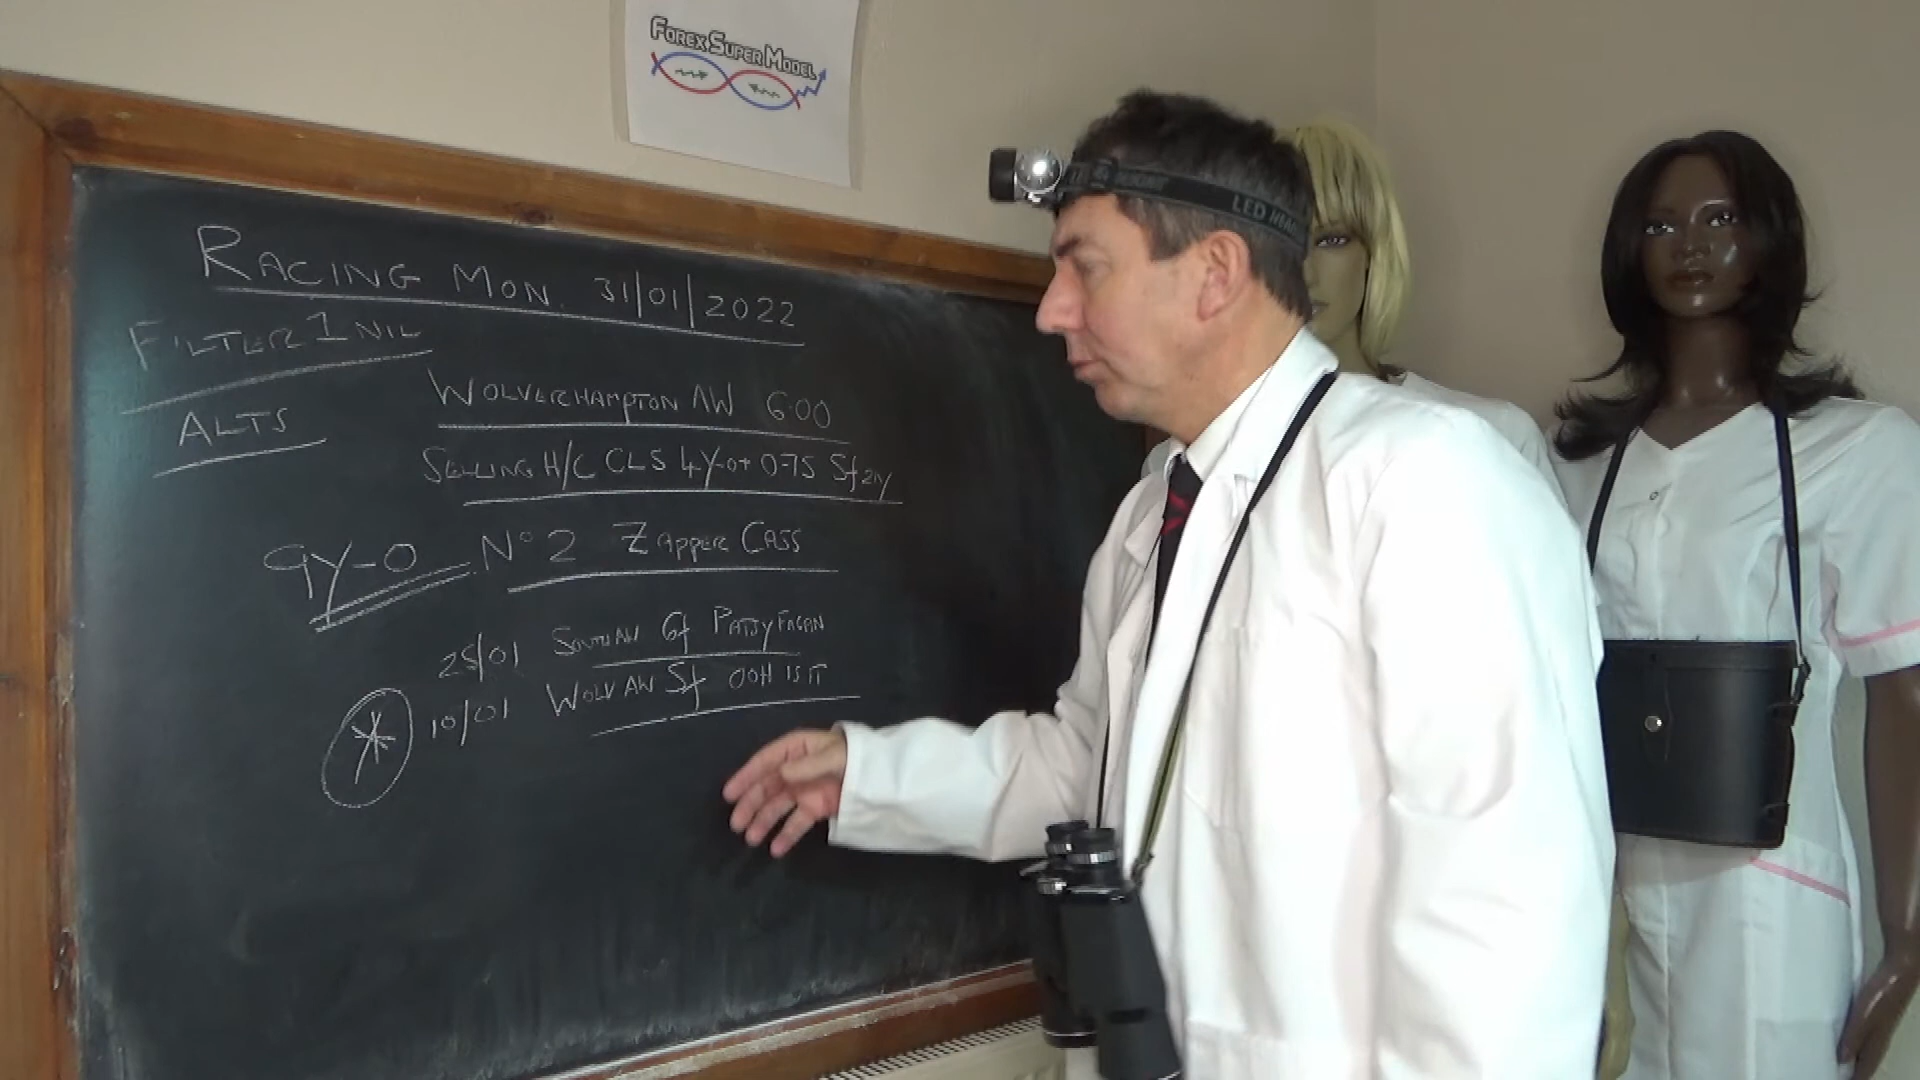 FOREX SUPER MODEL
LED
RACING MON. 31/01/2022
FILTER 1 NIL
ALTS
WOLVERHAMPTON AW 6.00
SELLING H/C CL5 4Y-O+ 0-75 5f 21y
9Y-O N°2 ZAPPER CASS
25/01 SOUTH AW 6f PATSY FAGAN
10/01 WOLV AW 5f OOH IS IT